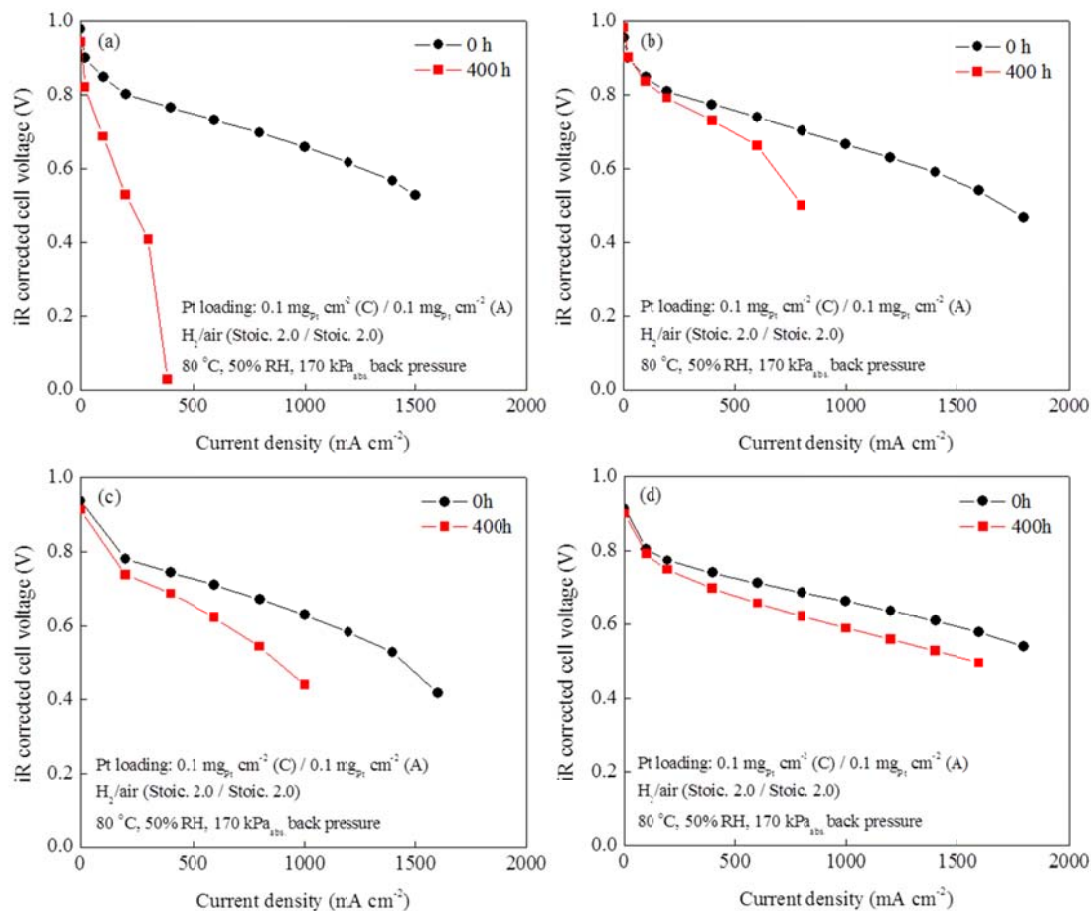 (a)
0 h
400 h
1.0
0.8
0.6
0.4
0.2
0.0
iR corrected cell voltage (V)
Pt loading: 0.1 mgPt cm-2 (C) / 0.1 mgPt cm-2 (A)
H2/air (Stoic. 2.0 / Stoic. 2.0)
80 °C, 50% RH, 170 kPaabs. back pressure
500
1000
1500
2000
Current density (mA cm-2)
(b)
0 h
400 h
1.0
0.8
0.6
0.4
0.2
0.0
iR corrected cell voltage (V)
Pt loading: 0.1 mgPt cm-2 (C) / 0.1 mgPt cm-2 (A)
H2/air (Stoic. 2.0 / Stoic. 2.0)
80 °C, 50% RH, 170 kPaabs. back pressure
0
500
1000
1500
2000
Current density (mA cm-2)
(c)
0h
400h
1.0
0.8
0.6
0.4
0.2
0.0
iR corrected cell voltage (V)
Pt loading: 0.1 mgPt cm-2 (C) / 0.1 mgPt cm-2 (A)
H2/air (Stoic. 2.0 / Stoic. 2.0)
80 °C, 50% RH, 170 kPaabs. back pressure
0
500
1000
1500
2000
Current density (mA cm-2)
(d)
0h
400h
1.0
0.8
0.6
0.4
0.2
0.0
iR corrected cell voltage (V)
Pt loading: 0.1 mgPt cm-2 (C) / 0.1 mgPt cm-2 (A)
H2/air (Stoic. 2.0 / Stoic. 2.0)
80 °C, 50% RH, 170 kPaabs. back pressure
0
500
1000
1500
2000
Current density (mA cm-2)